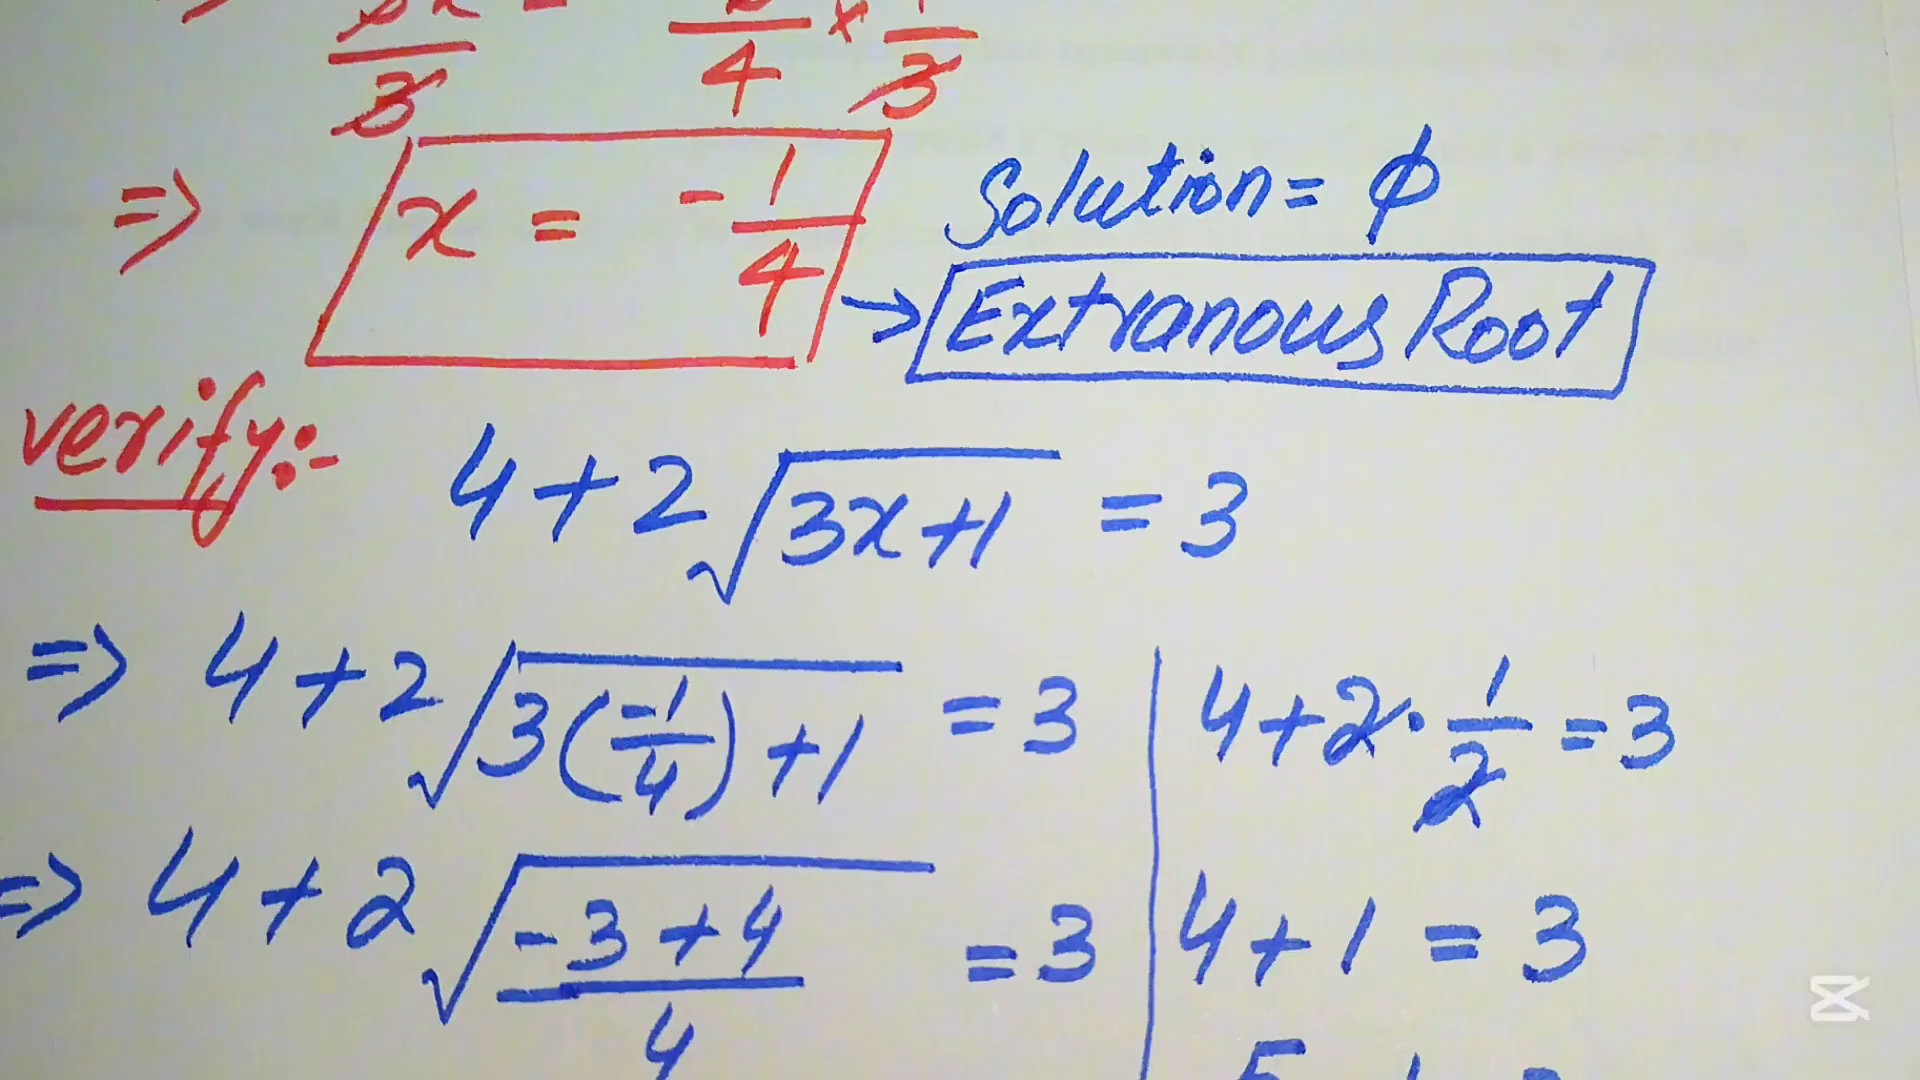 3 = 4 × 3
=> x = -1/4
Solution = ϕ
→ Extranous Root
verify:-
4+2√3x+1 = 3
=> 4+2√3(-1/4)+1 = 3
4+2·1/2=3
=> 4+2√-3+4/4 = 3
4+1=3